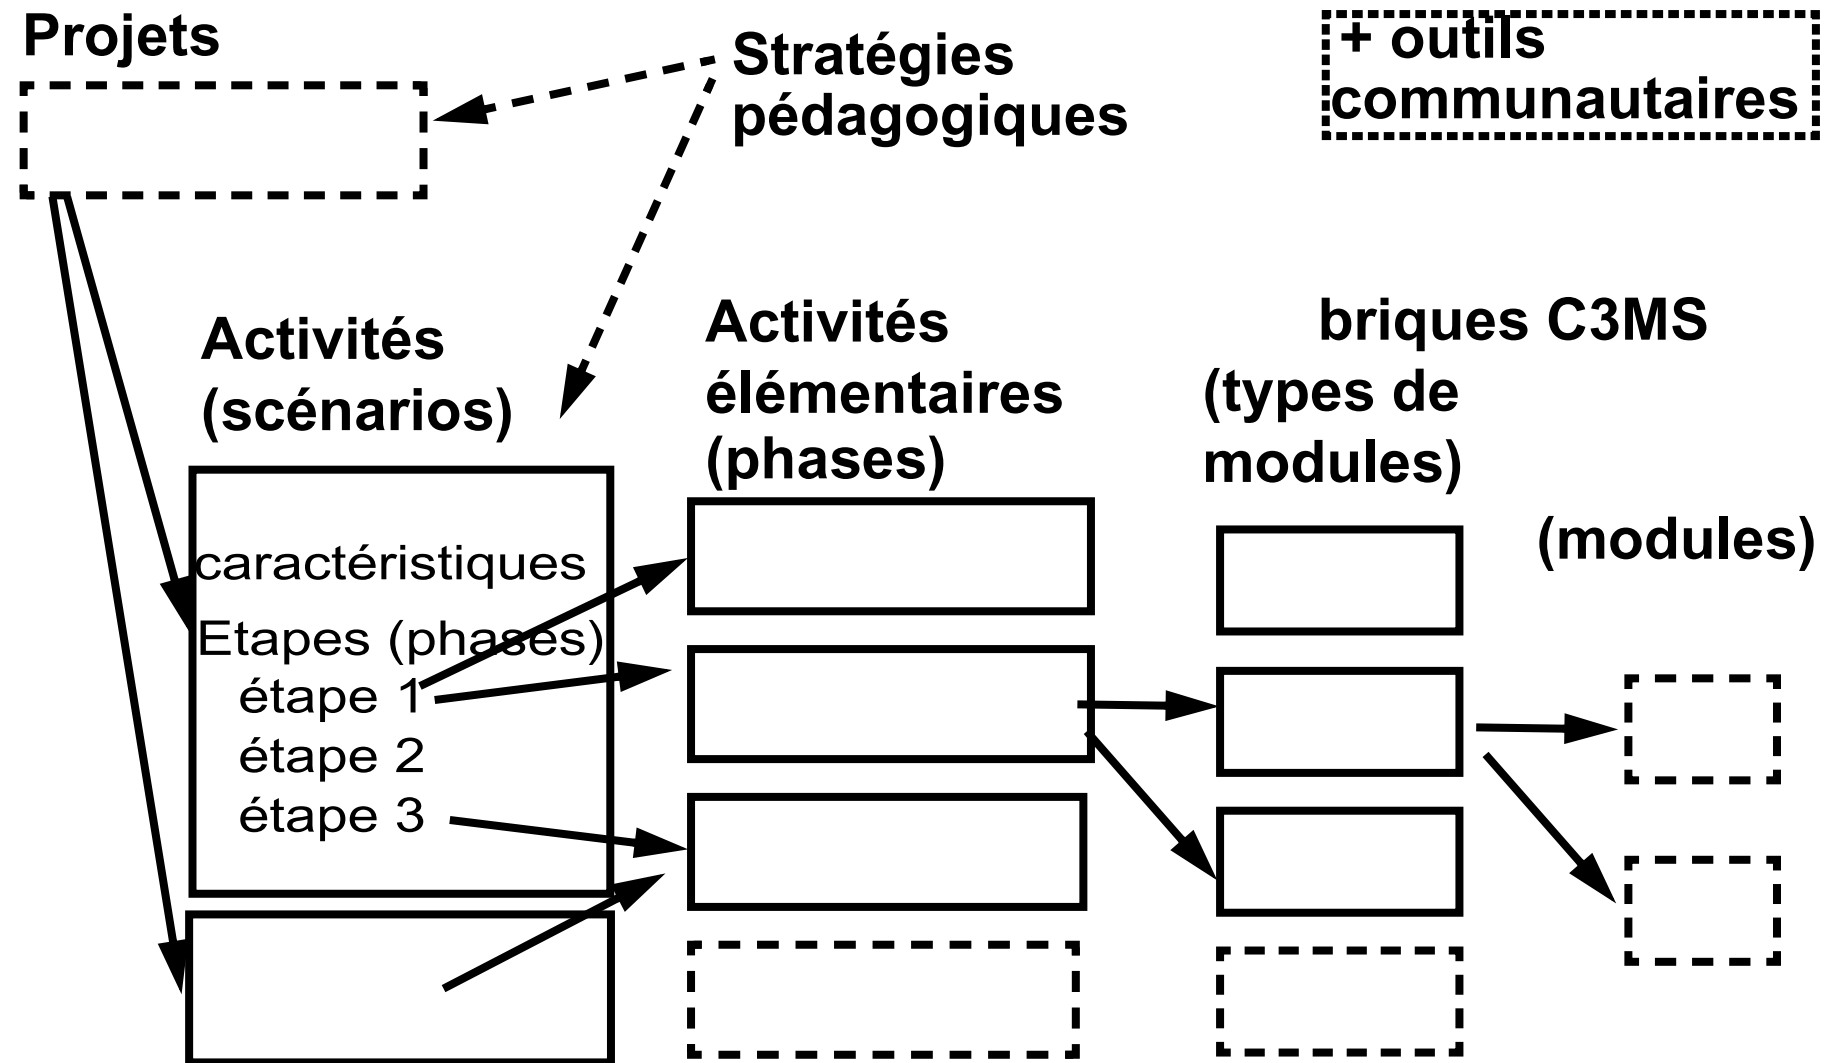 Projets
Stratégies
pédagogiques
+ outils
communautaires
Activités
(scénarios)
Activités
élémentaires
(phases)
briques C3MS
(types de
modules)
(modules)
caractéristiques
Etapes (phases)
étape 1
étape 2
étape 3